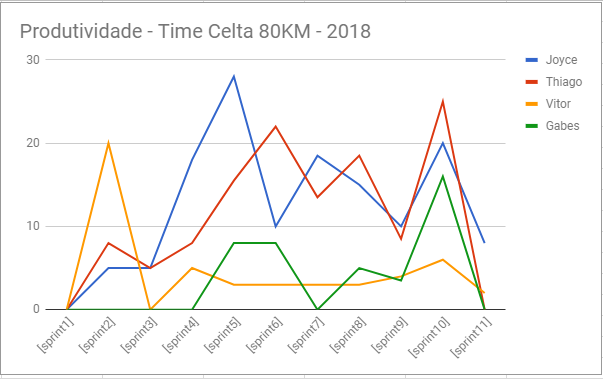 Produtividade - Time Celta 80KM - 2018
30
20
10
0
[sprint1]
[sprint2]
[sprint3]
[sprint4]
[sprint5]
[sprint6]
[sprint7]
[sprint8]
[sprint9]
[sprint10]
[sprint11]
Joyce
Thiago
Vitor
Gabes